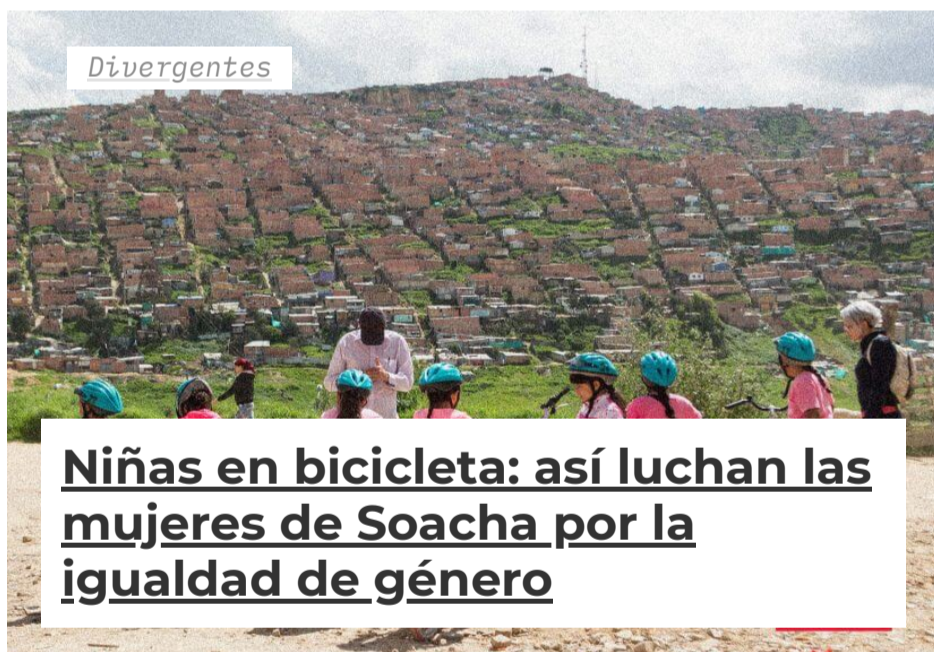 Divergentes
Niñas en bicicleta: así luchan las
mujeres de Soacha por la
igualdad de género